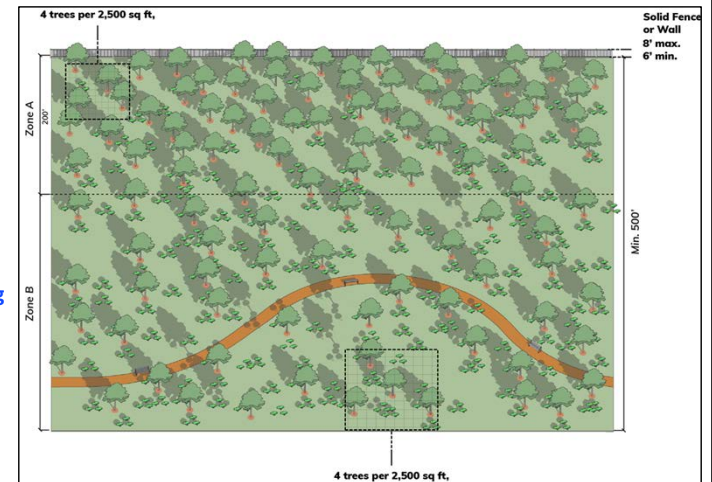 4 trees per 2,500 sq ft,
Solid Fence
or Wall
8' max.
6' min.
Zone A
200'
Min. 500'
Zone B
4 trees per 2,500 sq ft,